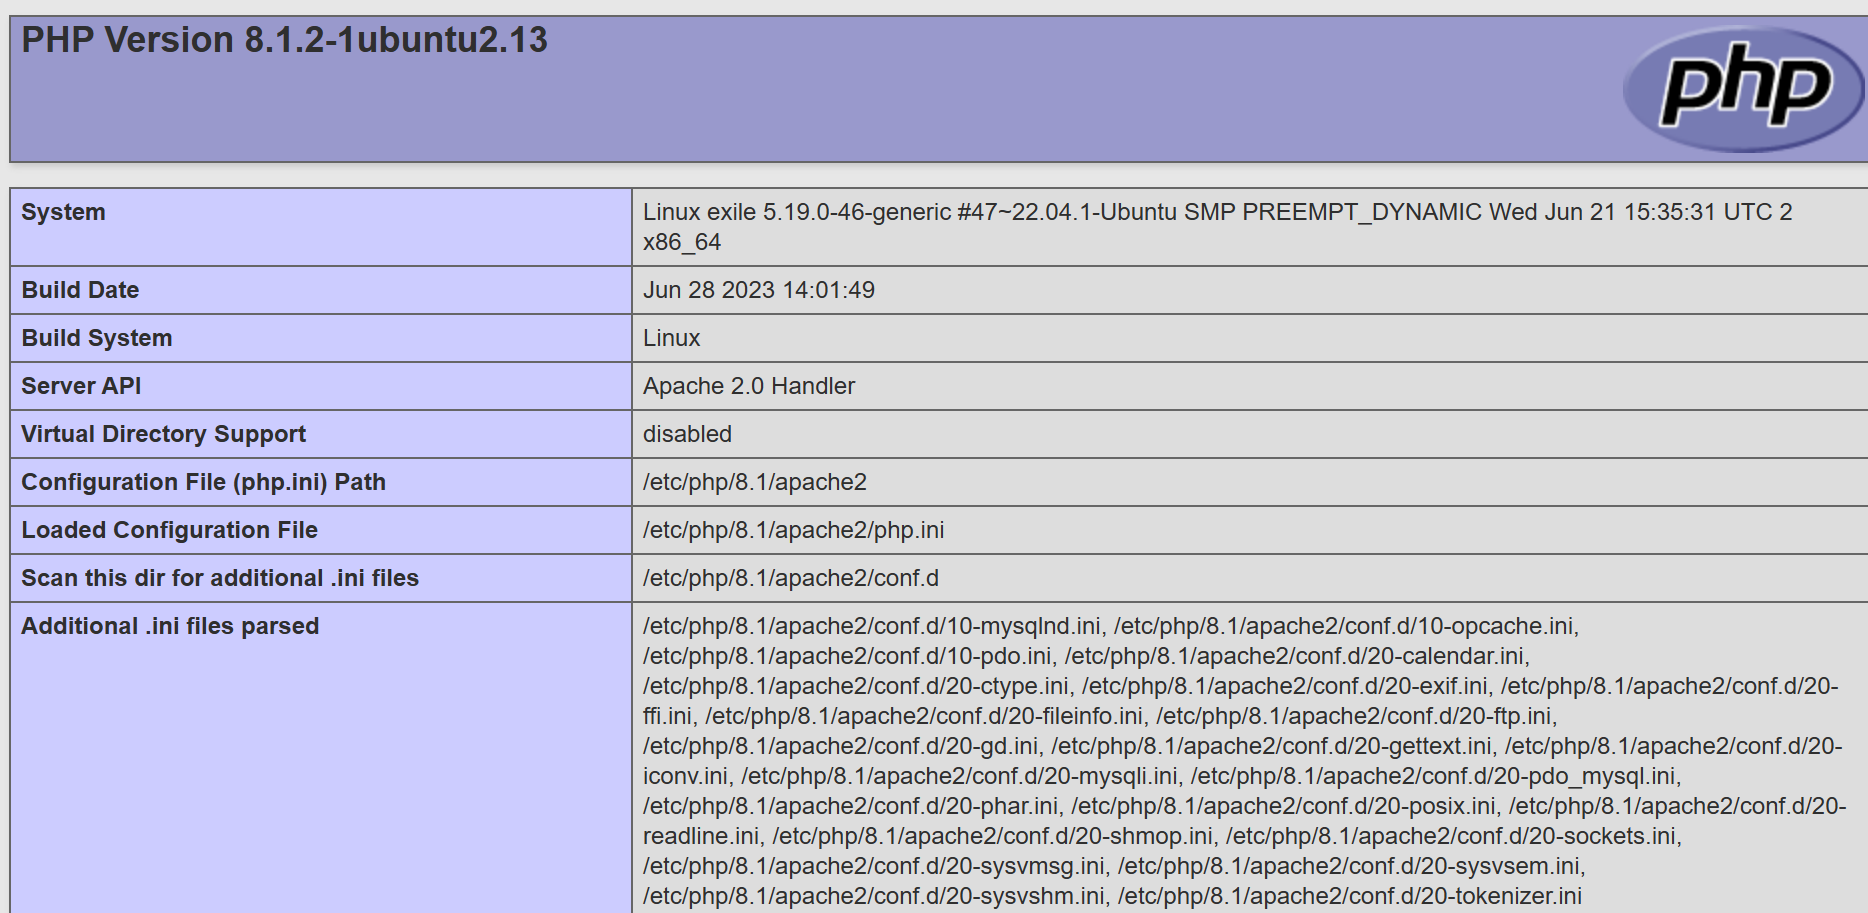 PHP Version 8.1.2-1ubuntu2.13
php
System
Linux exile 5.19.0-46-generic #47~22.04.1-Ubuntu SMP PREEMPT_DYNAMIC Wed Jun 21 15:35:31 UTC 2
x86_64
Build Date
Jun 28 2023 14:01:49
Build System
Linux
Server API
Apache 2.0 Handler
Virtual Directory Support
disabled
Configuration File (php.ini) Path
/etc/php/8.1/apache2
Loaded Configuration File
/etc/php/8.1/apache2/php.ini
Scan this dir for additional .ini files
/etc/php/8.1/apache2/conf.d
Additional .ini files parsed
/etc/php/8.1/apache2/conf.d/10-mysqlnd.ini, /etc/php/8.1/apache2/conf.d/10-opcache.ini,
/etc/php/8.1/apache2/conf.d/10-pdo.ini, /etc/php/8.1/apache2/conf.d/20-calendar.ini,
/etc/php/8.1/apache2/conf.d/20-ctype.ini, /etc/php/8.1/apache2/conf.d/20-exif.ini, /etc/php/8.1/apache2/conf.d/20-
ffi.ini, /etc/php/8.1/apache2/conf.d/20-fileinfo.ini, /etc/php/8.1/apache2/conf.d/20-ftp.ini,
/etc/php/8.1/apache2/conf.d/20-gd.ini, /etc/php/8.1/apache2/conf.d/20-gettext.ini, /etc/php/8.1/apache2/conf.d/20-
iconv.ini, /etc/php/8.1/apache2/conf.d/20-mysqli.ini, /etc/php/8.1/apache2/conf.d/20-pdo_mysql.ini,
/etc/php/8.1/apache2/conf.d/20-phar.ini, /etc/php/8.1/apache2/conf.d/20-posix.ini, /etc/php/8.1/apache2/conf.d/20-
readline.ini, /etc/php/8.1/apache2/conf.d/20-shmop.ini, /etc/php/8.1/apache2/conf.d/20-sockets.ini,
/etc/php/8.1/apache2/conf.d/20-sysvmsg.ini, /etc/php/8.1/apache2/conf.d/20-sysvsem.ini,
/etc/php/8.1/apache2/conf.d/20-sysvshm.ini, /etc/php/8.1/apache2/conf.d/20-tokenizer.ini